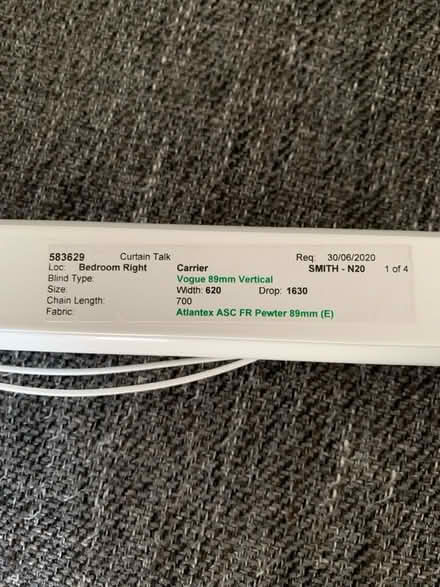 583629 Curtain Talk Req: 30/06/2020
Loc: Bedroom Right Carrier SMITH - N20 1 of 4
Blind Type: Vogue 89mm Vertical
Size: Width: 620 Drop: 1630
Chain Length: 700
Fabric: Atlantex ASC FR Pewter 89mm (E)